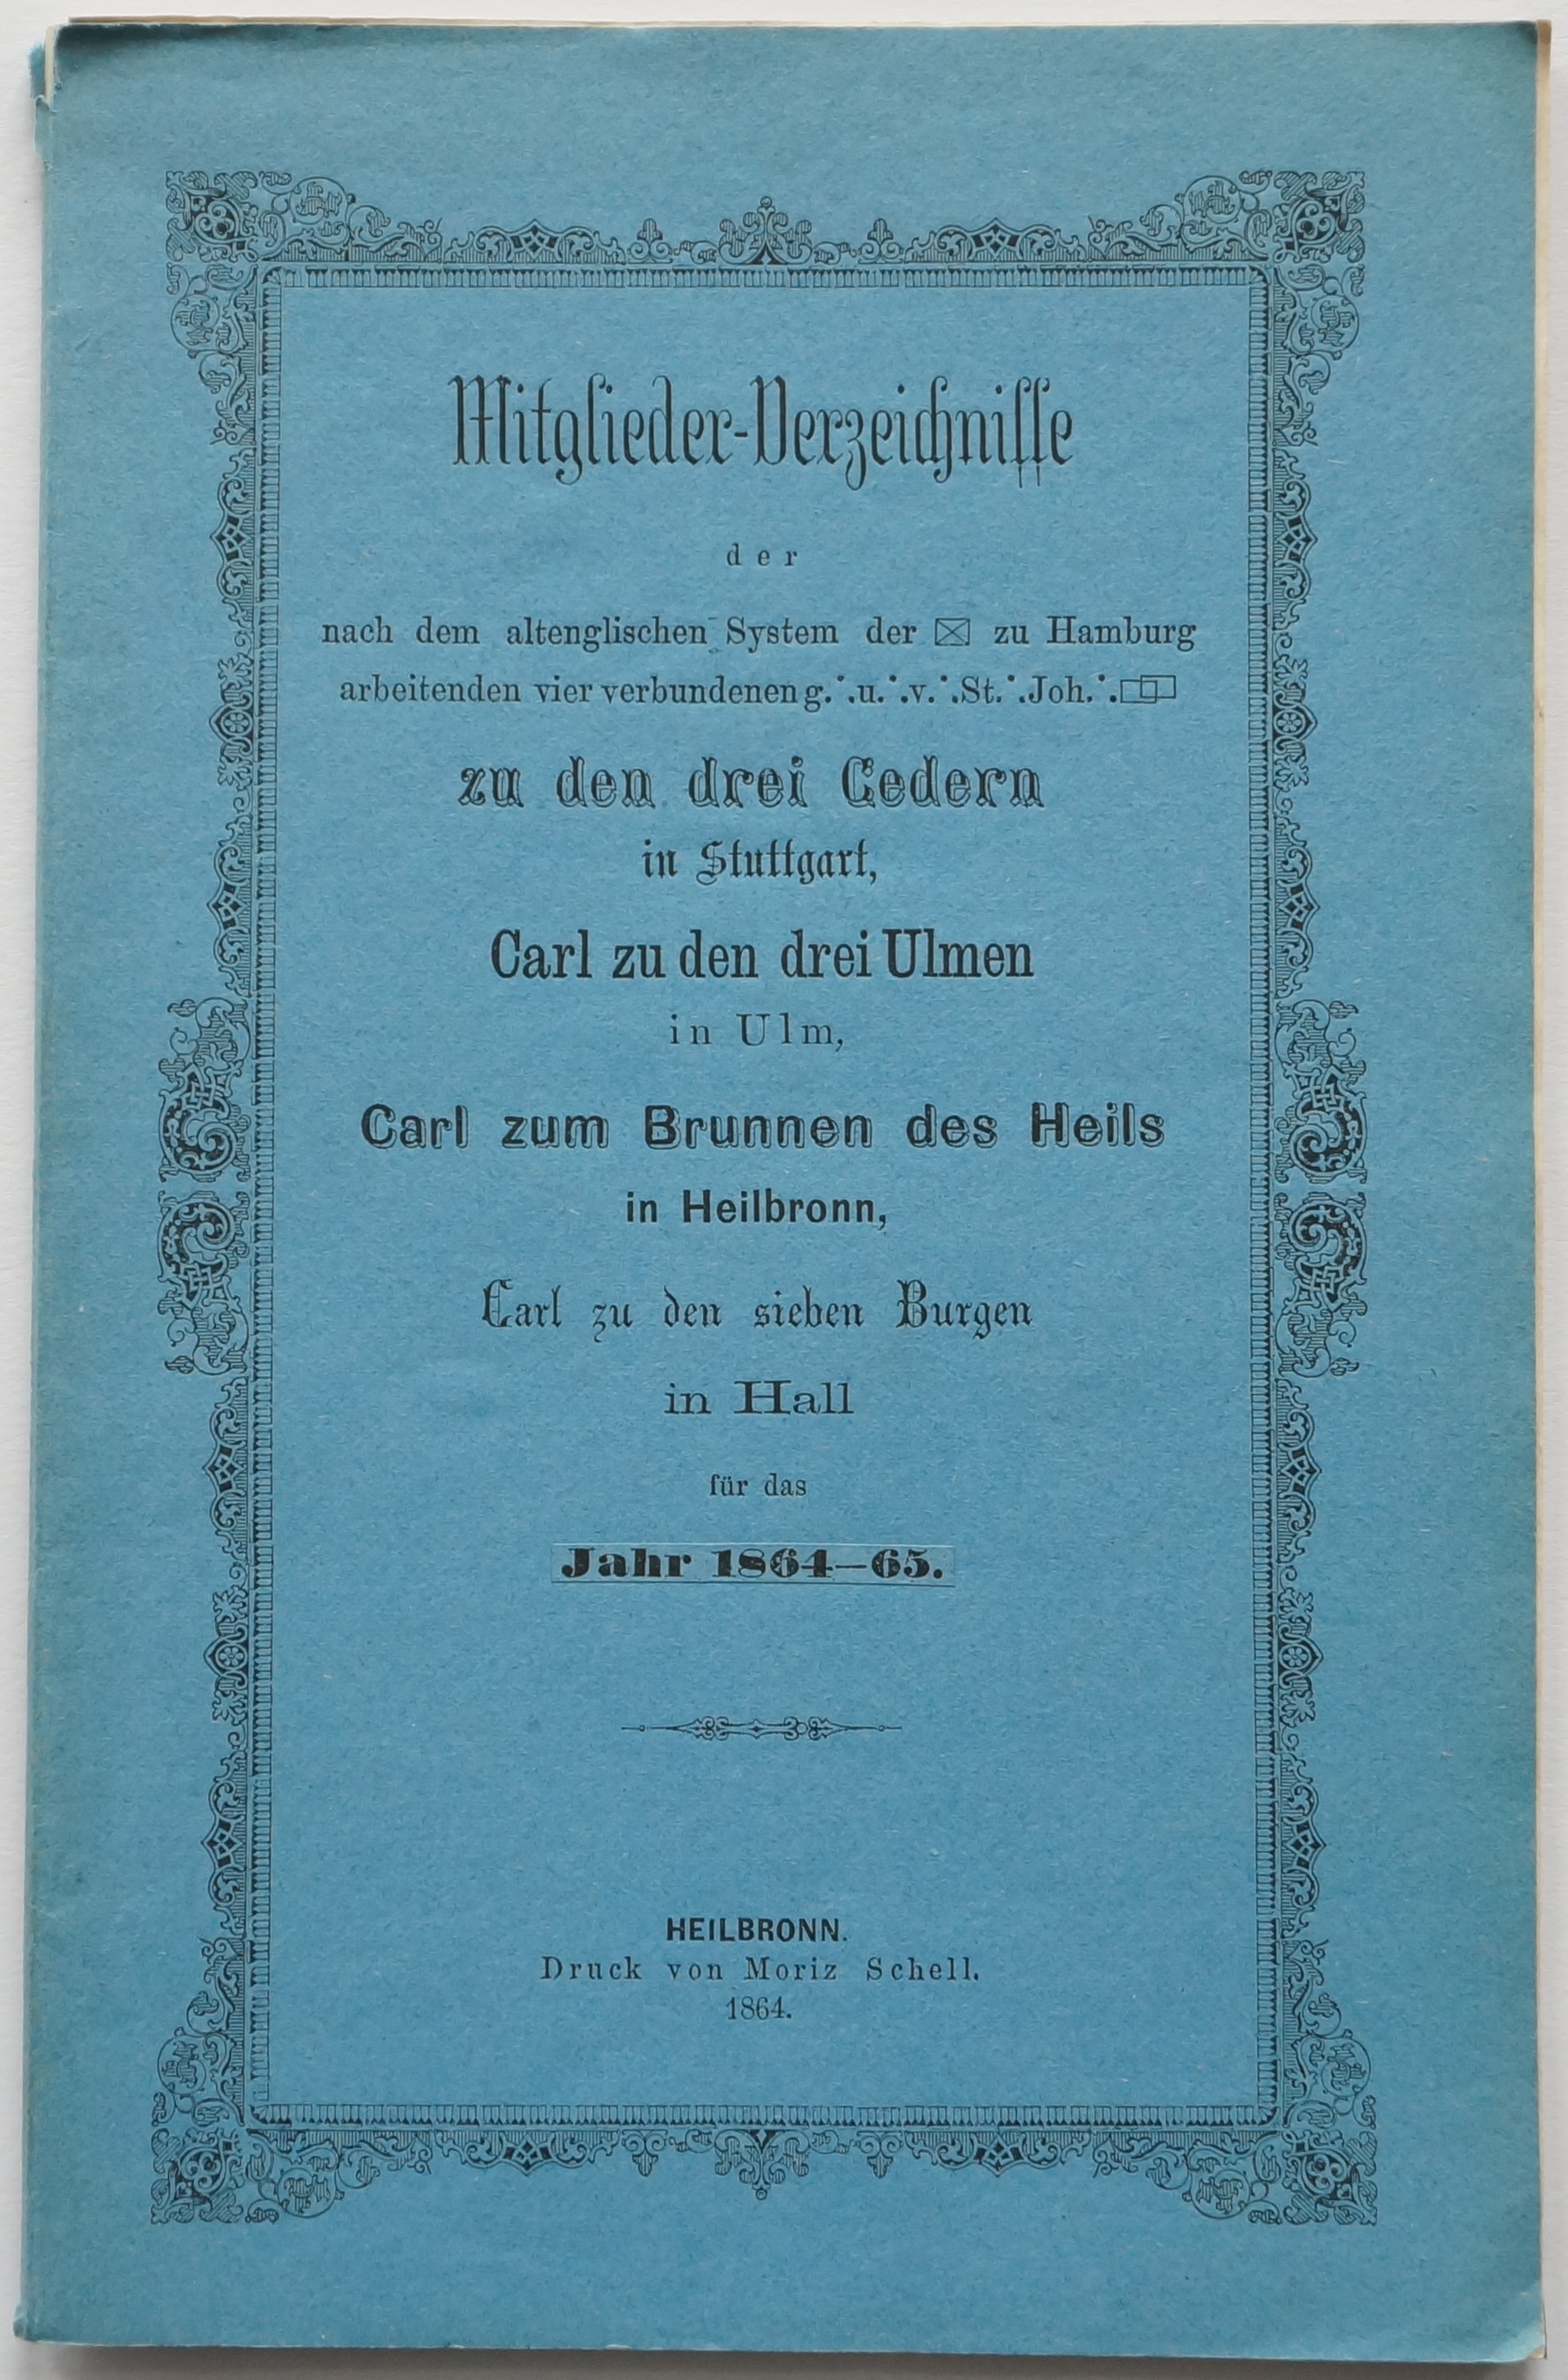 Mitglieder-Verzeichnisse
der
nach dem altenglischen System der ☒ zu Hamburg
arbeitenden vier verbundenen g.∙.u.∙.v.∙.St.∙.Joh.∙.
zu den drei Cedern
in Stuttgart,
Carl zu den drei Ulmen
in Ulm,
Carl zum Brunnen des Heils
in Heilbronn,
Carl zu den sieben Burgen
in Hall
für das
Jahr 1864—65.
HEILBRONN.
Druck von Moriz Schell.
1864.